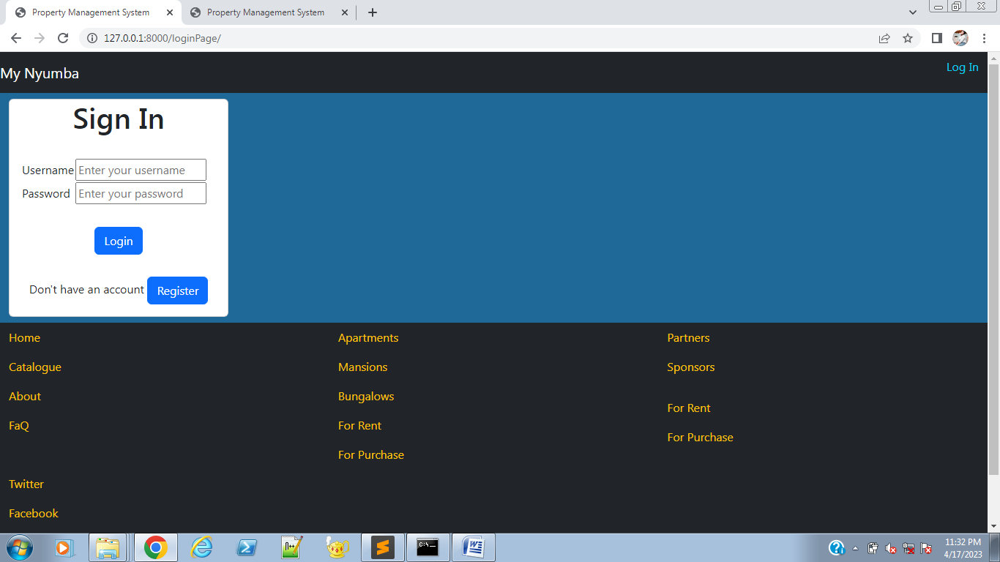 Property Management System
Property Management System
127.0.0.1:8000/loginPage/
My Nyumba
Log In
Sign In
Username Enter your username
Password Enter your password
Login
Don't have an account Register
Home
Catalogue
About
FaQ
Twitter
Facebook
Apartments
Mansions
Bungalows
For Rent
For Purchase
Partners
Sponsors
For Rent
For Purchase
11:32 PM
4/17/2023